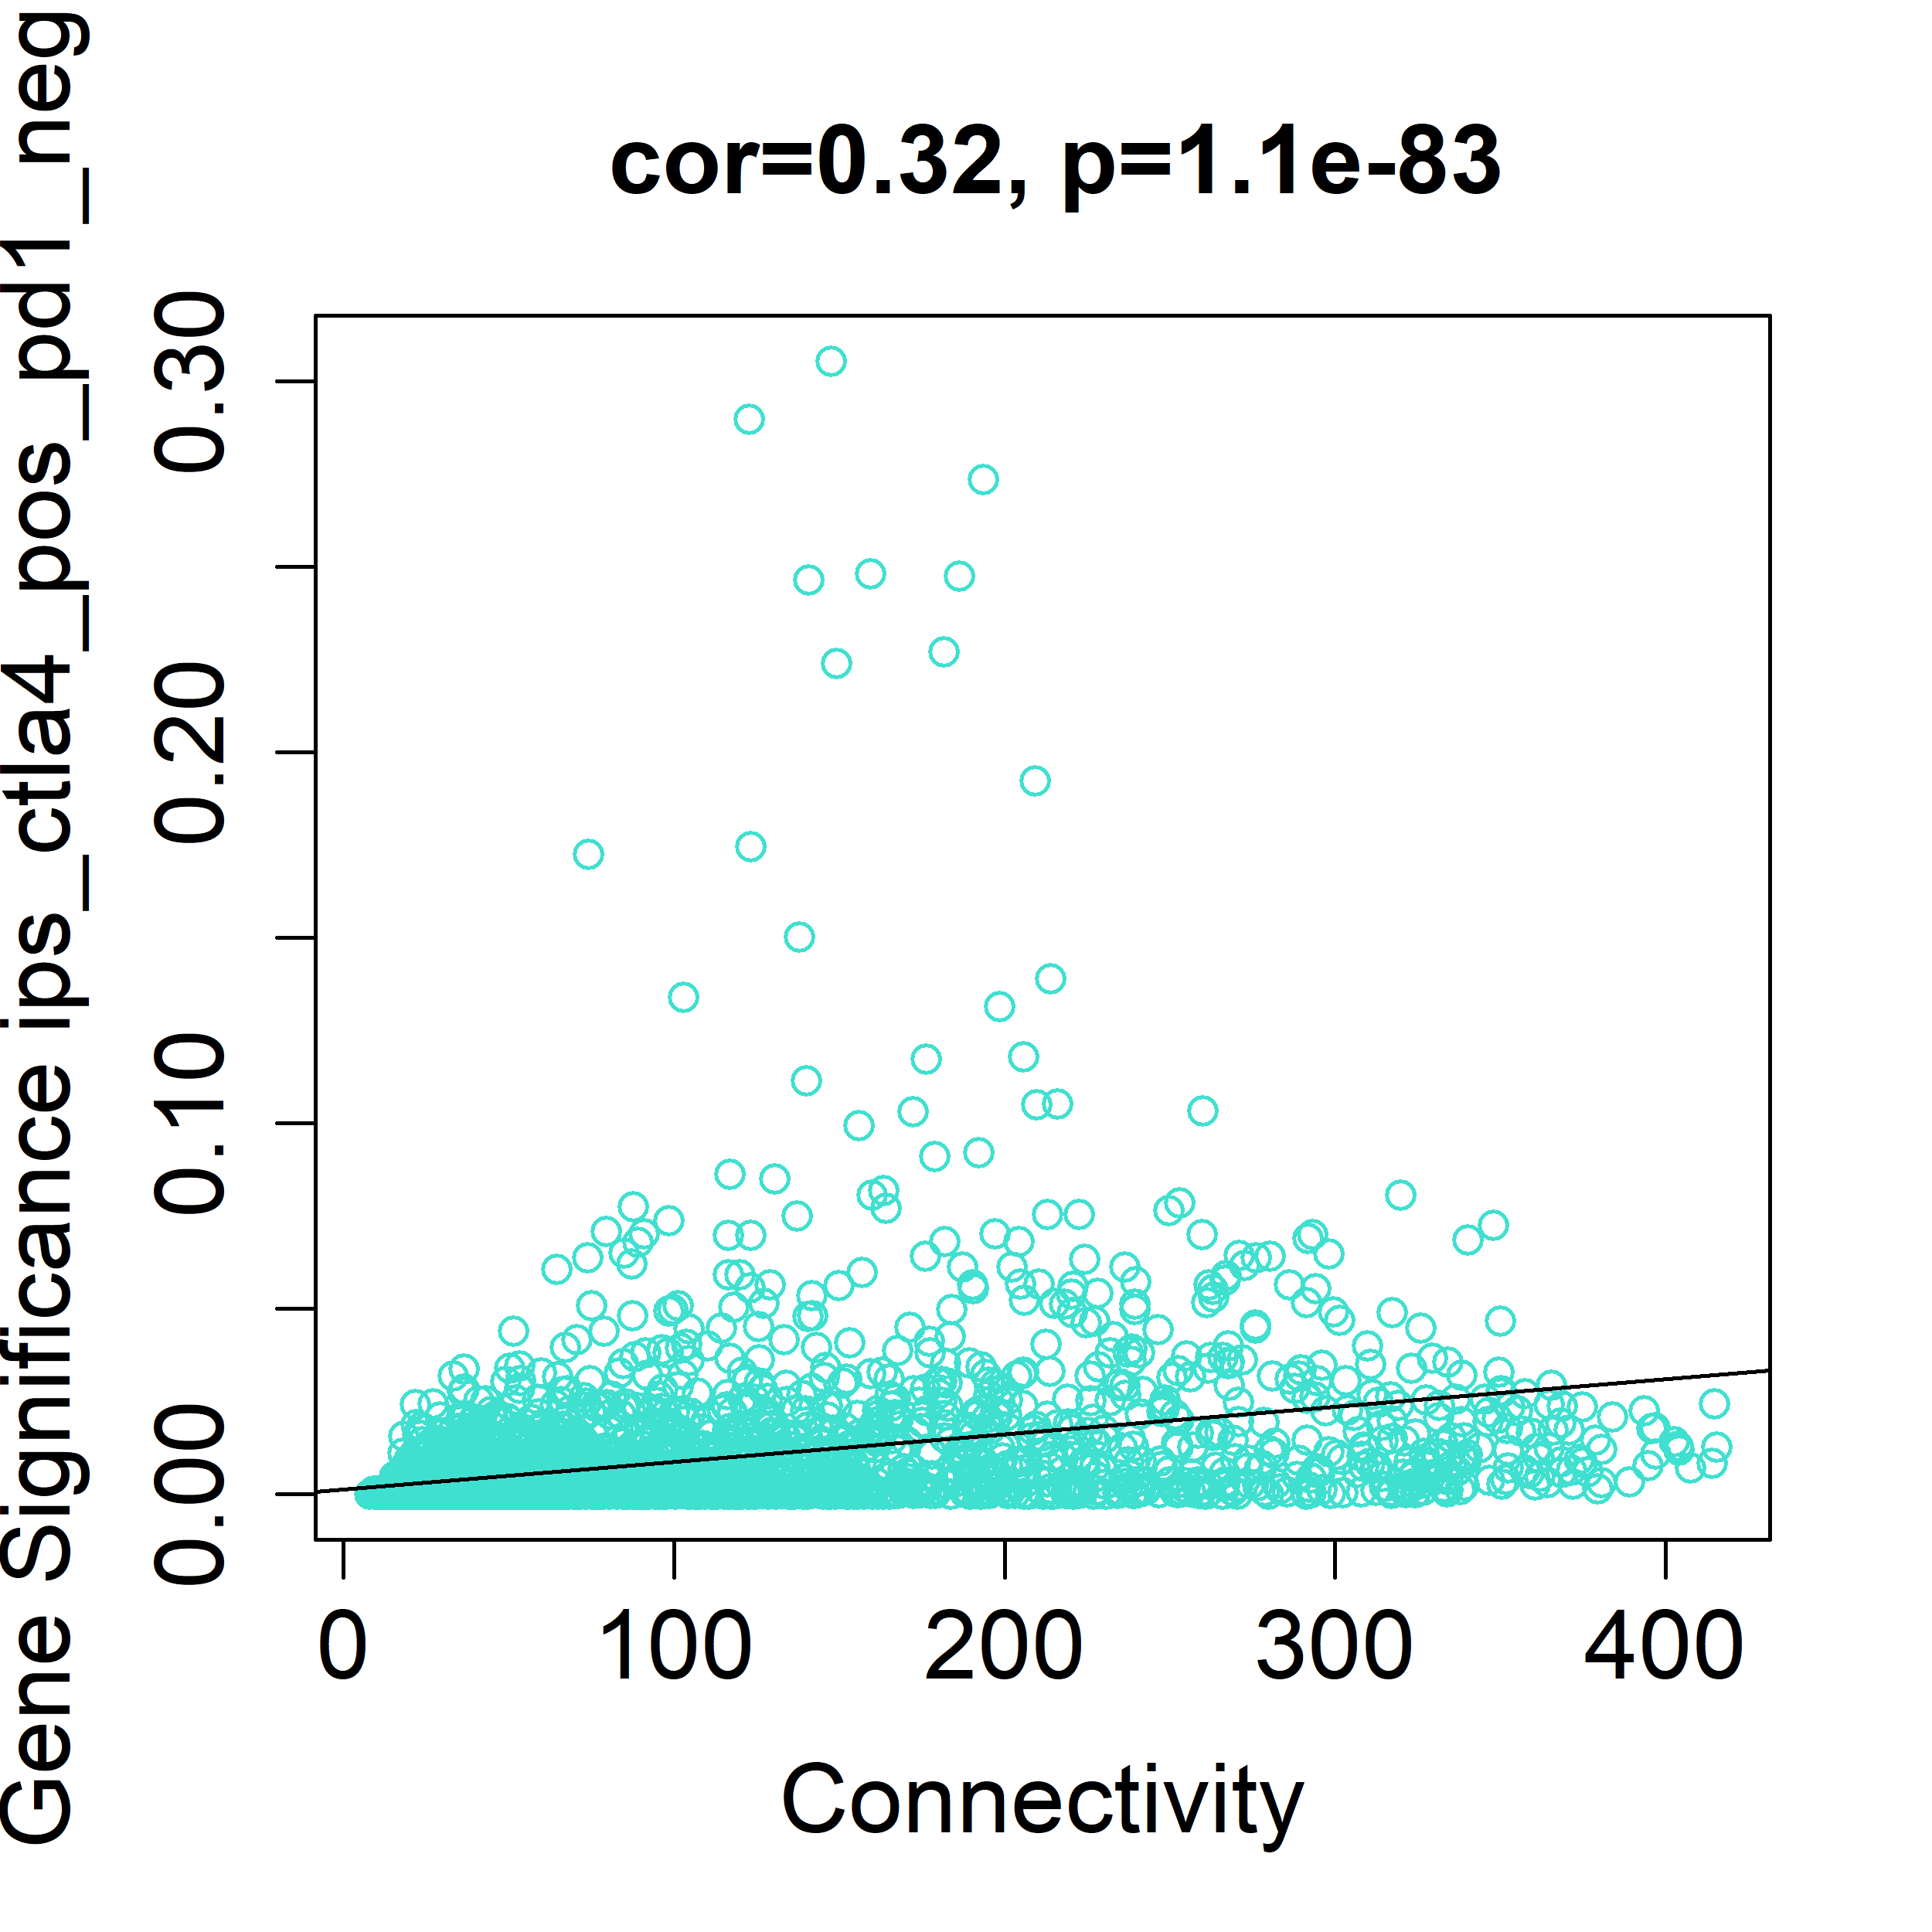 cor=0.32, p=1.1e-83
Gene Significance ips_ctla4_pos_pd1_neg
0.30
0.20
0.10
0.00
0 100 200 300 400
Connectivity